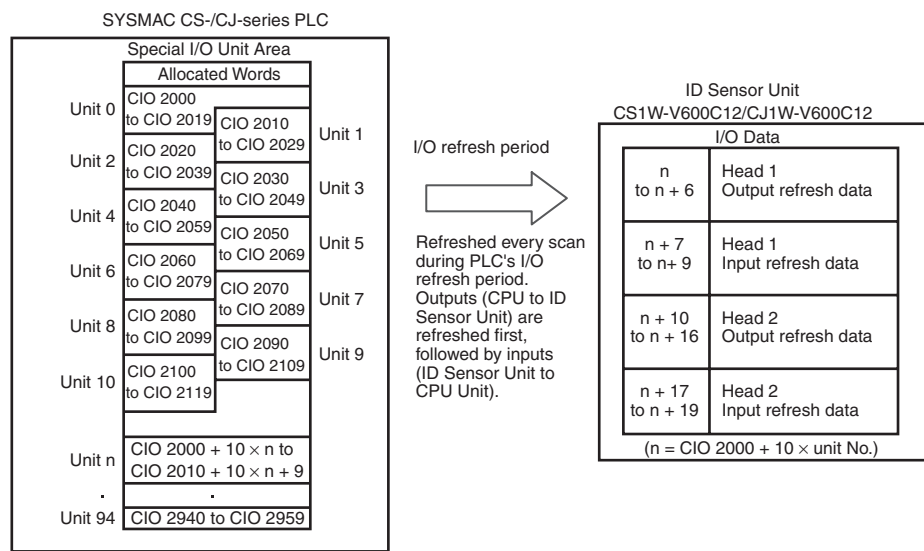 SYSMAC CS-/CJ-series PLC
Special I/O Unit Area
Allocated Words
Unit 0
CIO 2000
to CIO 2019
CIO 2010
to CIO 2029
Unit 1
Unit 2
CIO 2020
to CIO 2039
CIO 2030
to CIO 2049
Unit 3
Unit 4
CIO 2040
to CIO 2059
CIO 2050
to CIO 2069
Unit 5
Unit 6
CIO 2060
to CIO 2079
CIO 2070
to CIO 2089
Unit 7
Unit 8
CIO 2080
to CIO 2099
CIO 2090
to CIO 2109
Unit 9
Unit 10
CIO 2100
to CIO 2119
Unit n
CIO 2000 + 10 × n to
CIO 2010 + 10 × n + 9
.
.
Unit 94
CIO 2940 to CIO 2959
I/O refresh period
Refreshed every scan
during PLC's I/O
refresh period.
Outputs (CPU to ID
Sensor Unit) are
refreshed first,
followed by inputs
(ID Sensor Unit to
CPU Unit).
ID Sensor Unit
CS1W-V600C12/CJ1W-V600C12
I/O Data
n
to n + 6
Head 1
Output refresh data
n + 7
to n+ 9
Head 1
Input refresh data
n + 10
to n + 16
Head 2
Output refresh data
n + 17
to n + 19
Head 2
Input refresh data
(n = CIO 2000 + 10 × unit No.)